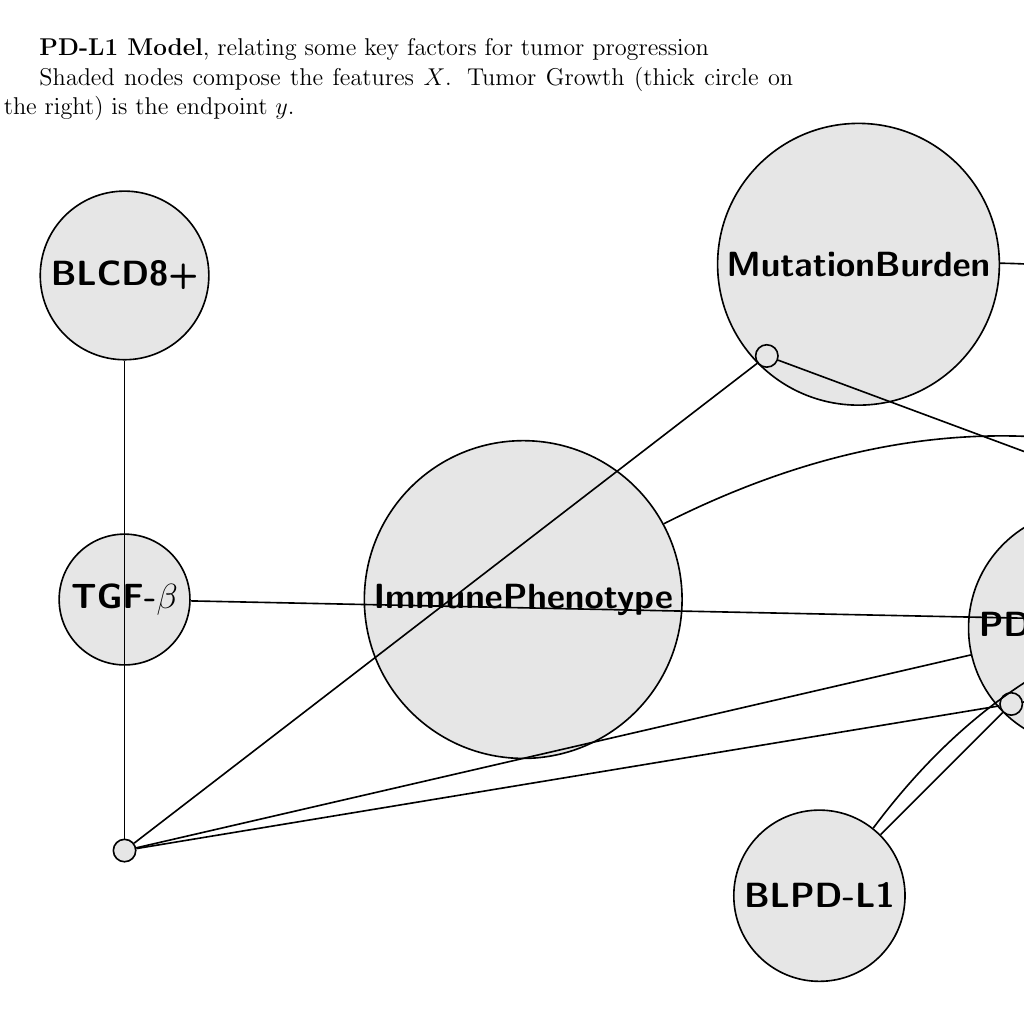 PD-L1 Model, relating some key factors for tumor progression
Shaded nodes compose the features X. Tumor Growth (thick circle on
the right) is the endpoint y.
MutationBurden
BLCD8+
TGF-β
ImmunePhenotype
PD
BLPD-L1